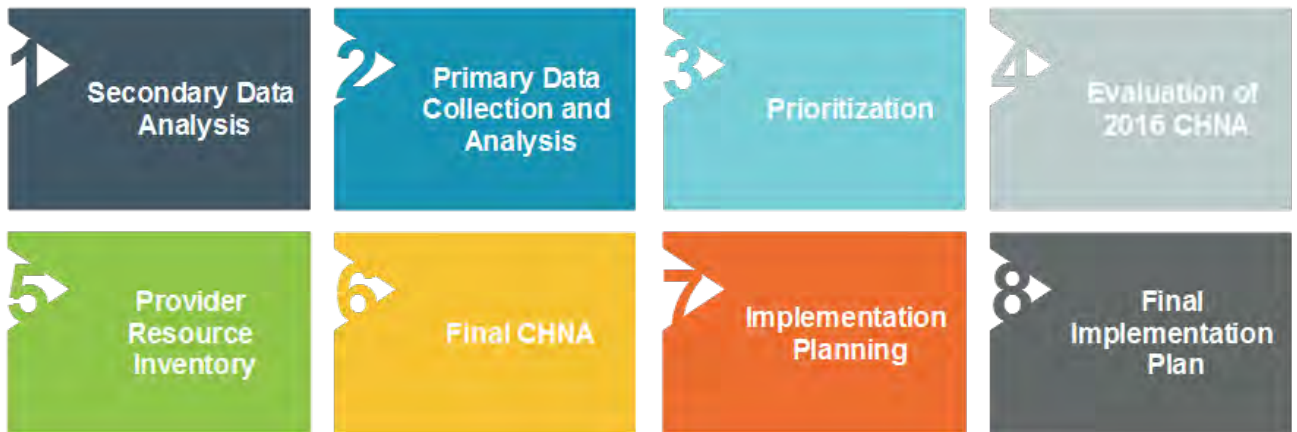 1
Secondary Data
Analysis
2
Primary Data
Collection and
Analysis
3
Prioritization
4
Evaluation of
2016 CHNA
5
Provider
Resource
Inventory
6
Final CHNA
7
Implementation
Planning
8
Final
Implementation
Plan